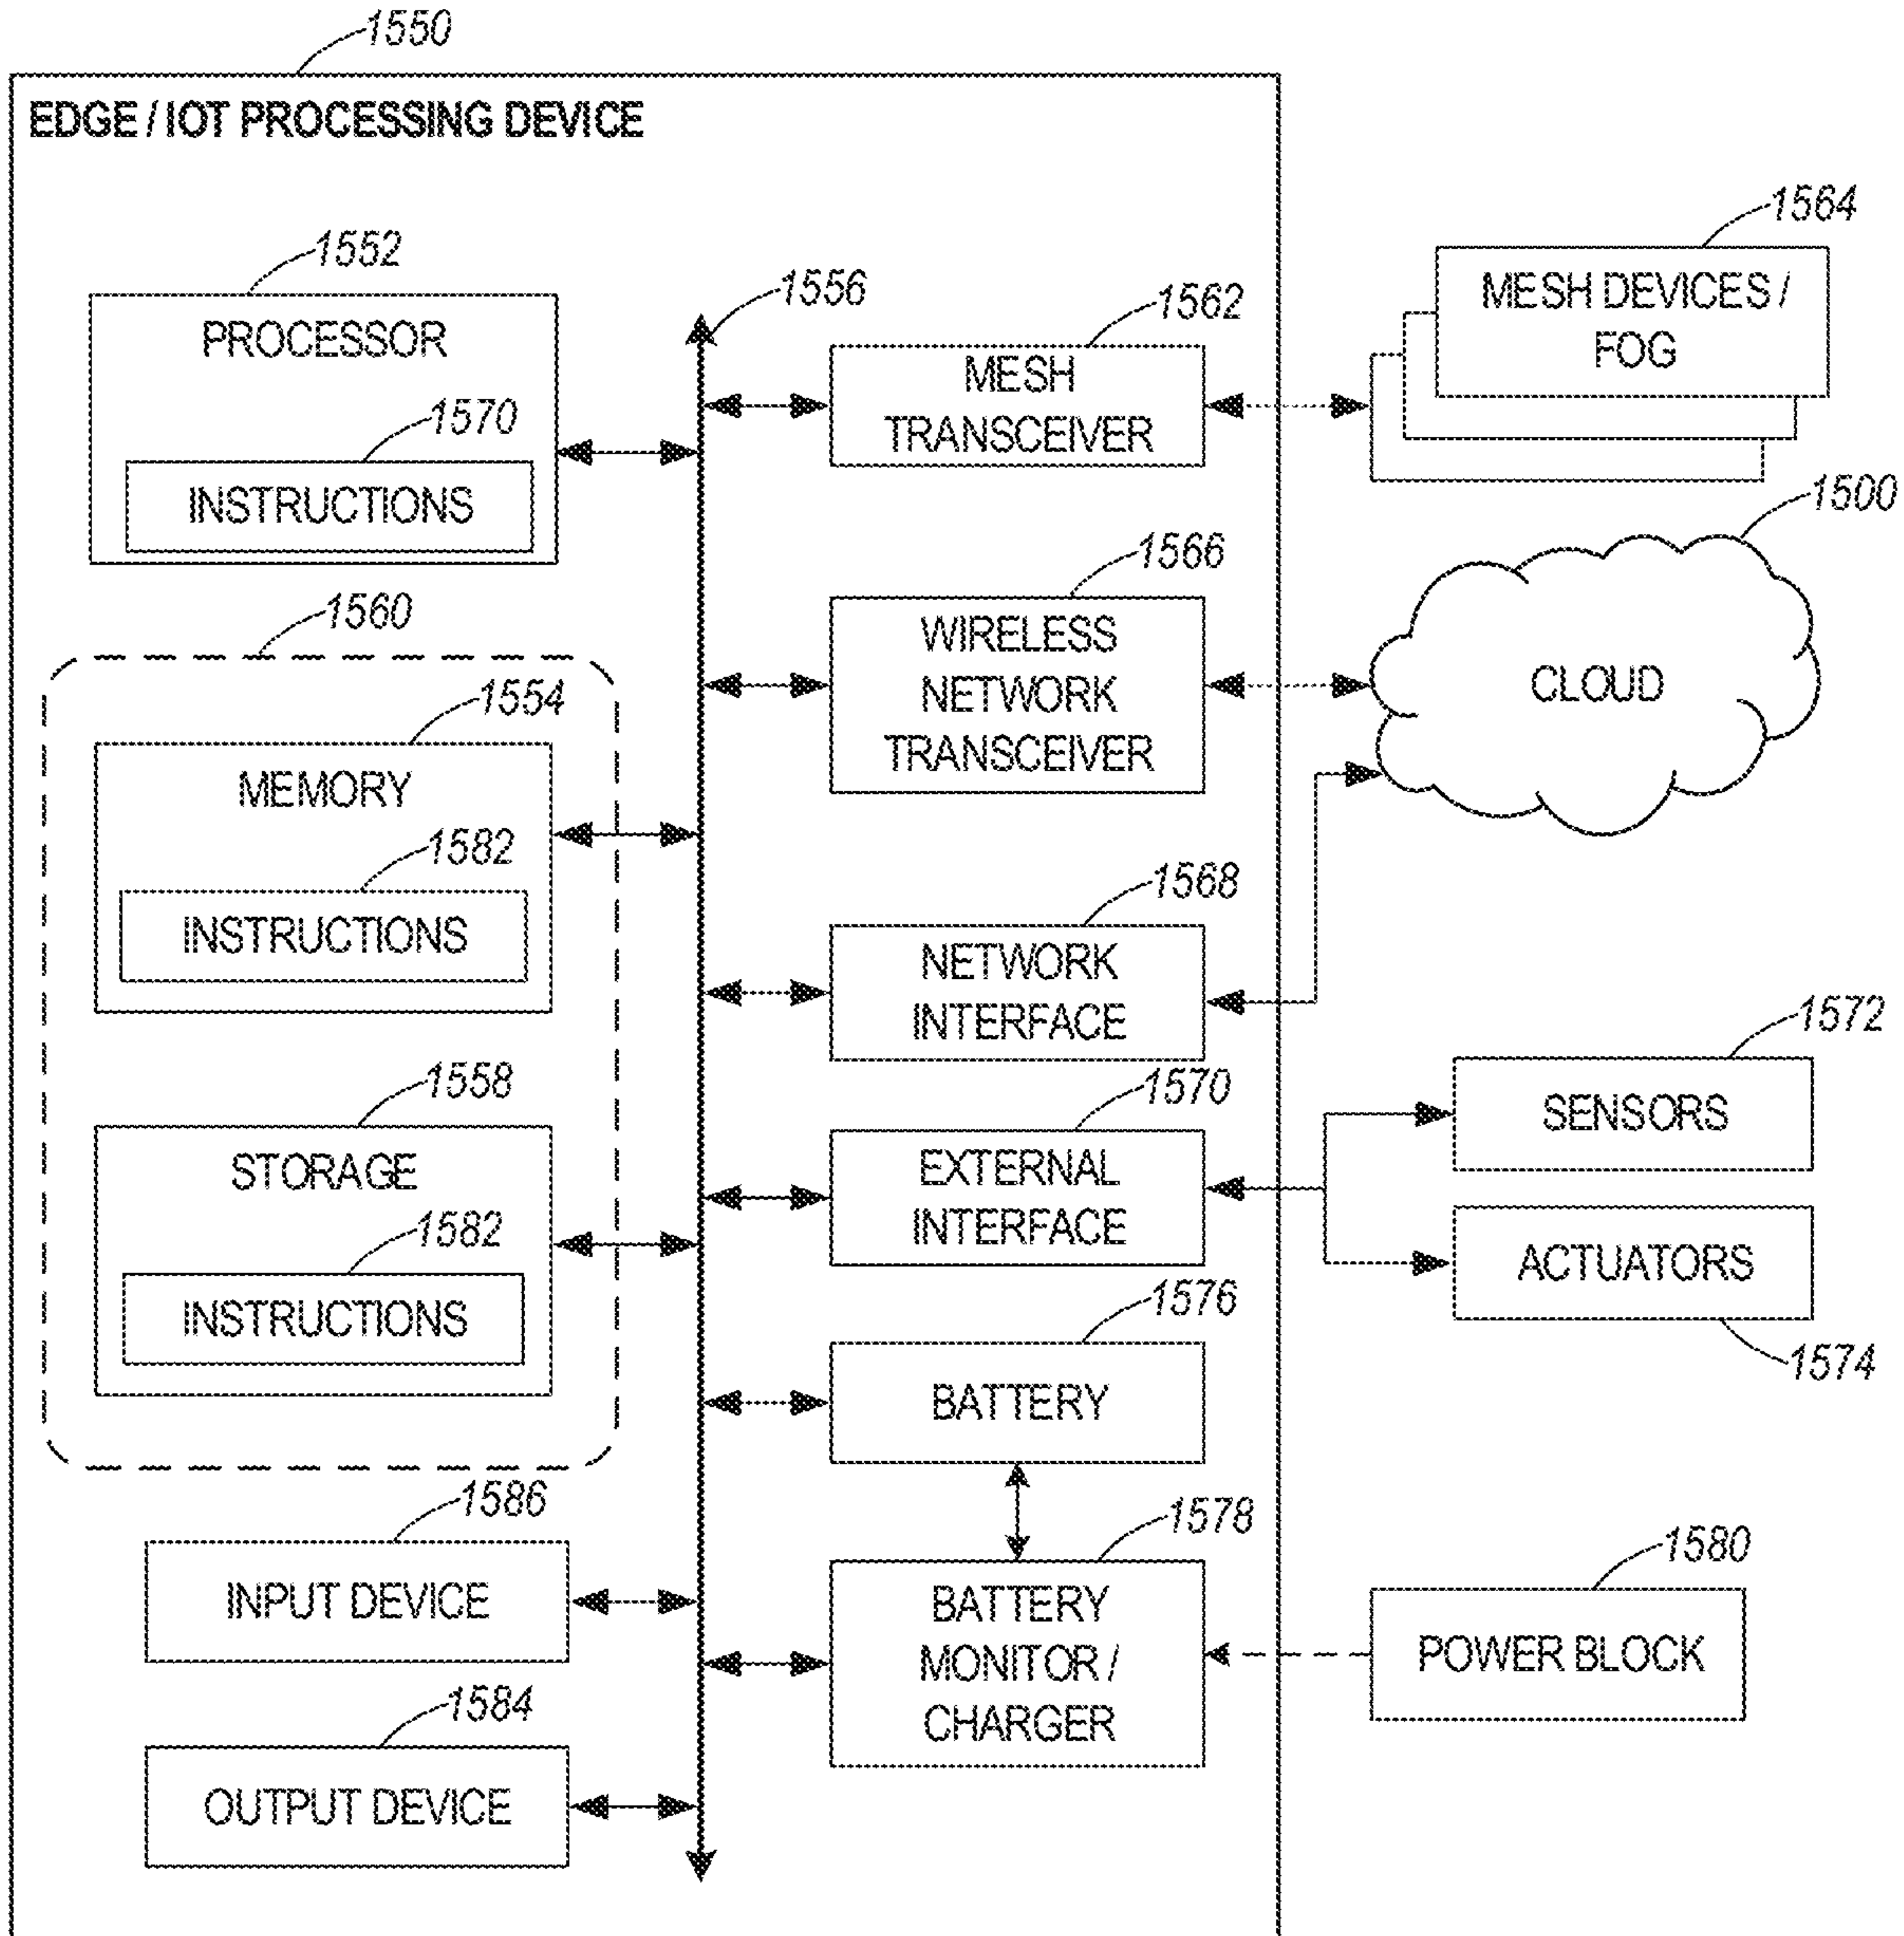 1550
EDGE / IOT PROCESSING DEVICE
1552
PROCESSOR
1570
INSTRUCTIONS
1560
1554
MEMORY
1582
INSTRUCTIONS
1558
STORAGE
1582
INSTRUCTIONS
1586
INPUT DEVICE
1584
OUTPUT DEVICE
1556
1562
MESH
TRANSCEIVER
1566
WIRELESS
NETWORK
TRANSCEIVER
1568
NETWORK
INTERFACE
1570
EXTERNAL
INTERFACE
1576
BATTERY
1578
BATTERY
MONITOR /
CHARGER
1564
MESH DEVICES /
FOG
1500
CLOUD
1572
SENSORS
ACTUATORS
1574
1580
POWER BLOCK